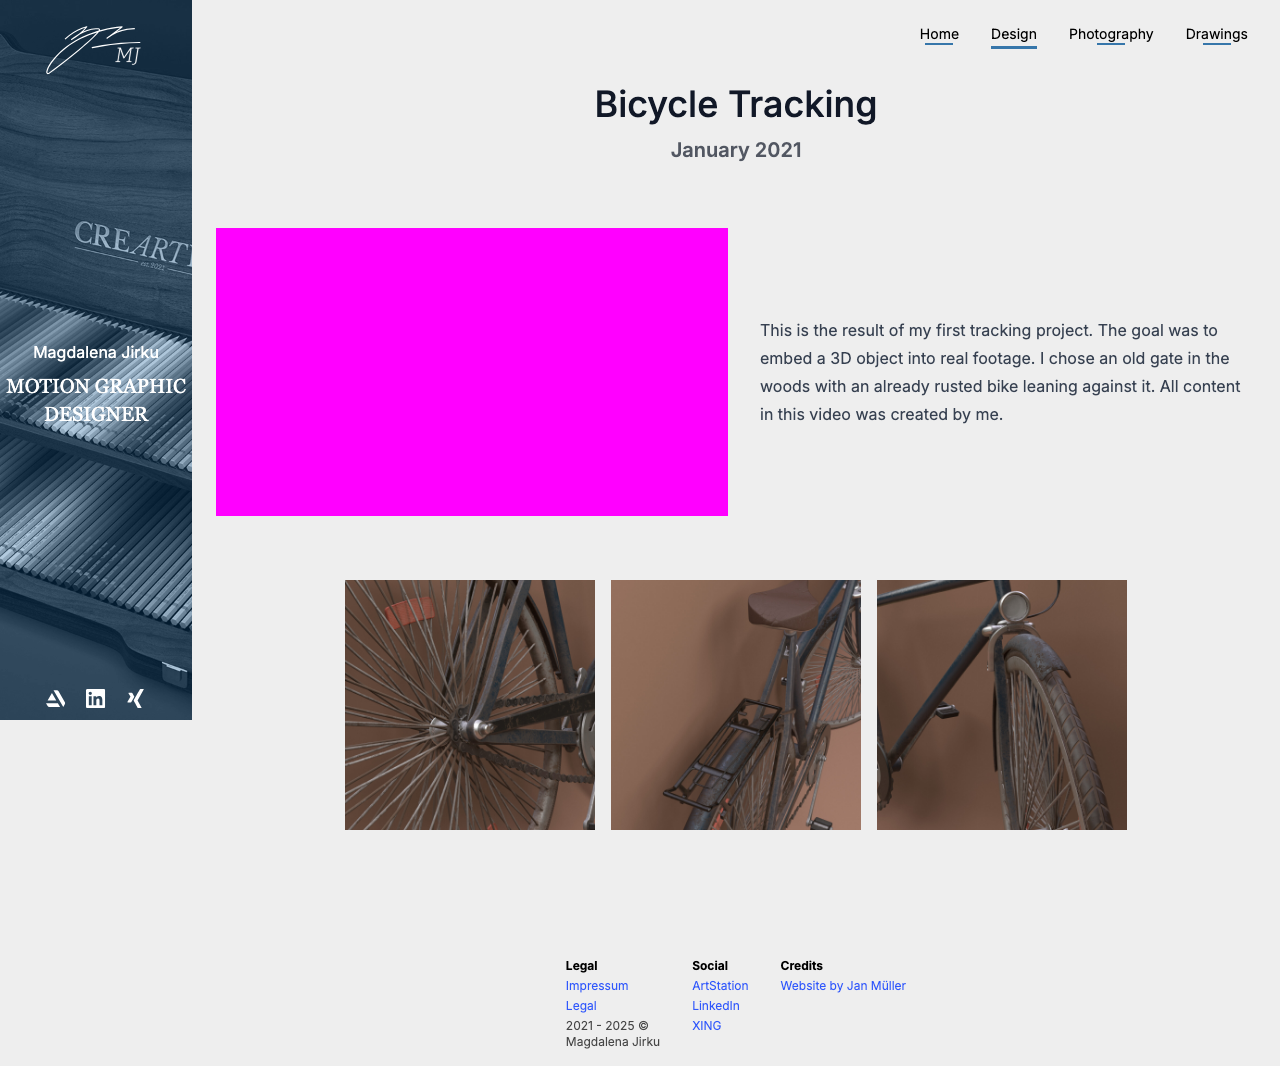 MJ
Home
Design
Photography
Drawings
Bicycle Tracking
January 2021
CREART
est. 2021
Magdalena Jirku
MOTION GRAPHIC
DESIGNER
This is the result of my first tracking project. The goal was to
embed a 3D object into real footage. I chose an old gate in the
woods with an already rusted bike leaning against it. All content
in this video was created by me.
Legal
Impressum
Legal
2021 - 2025 ©
Magdalena Jirku
Social
ArtStation
LinkedIn
XING
Credits
Website by Jan Müller